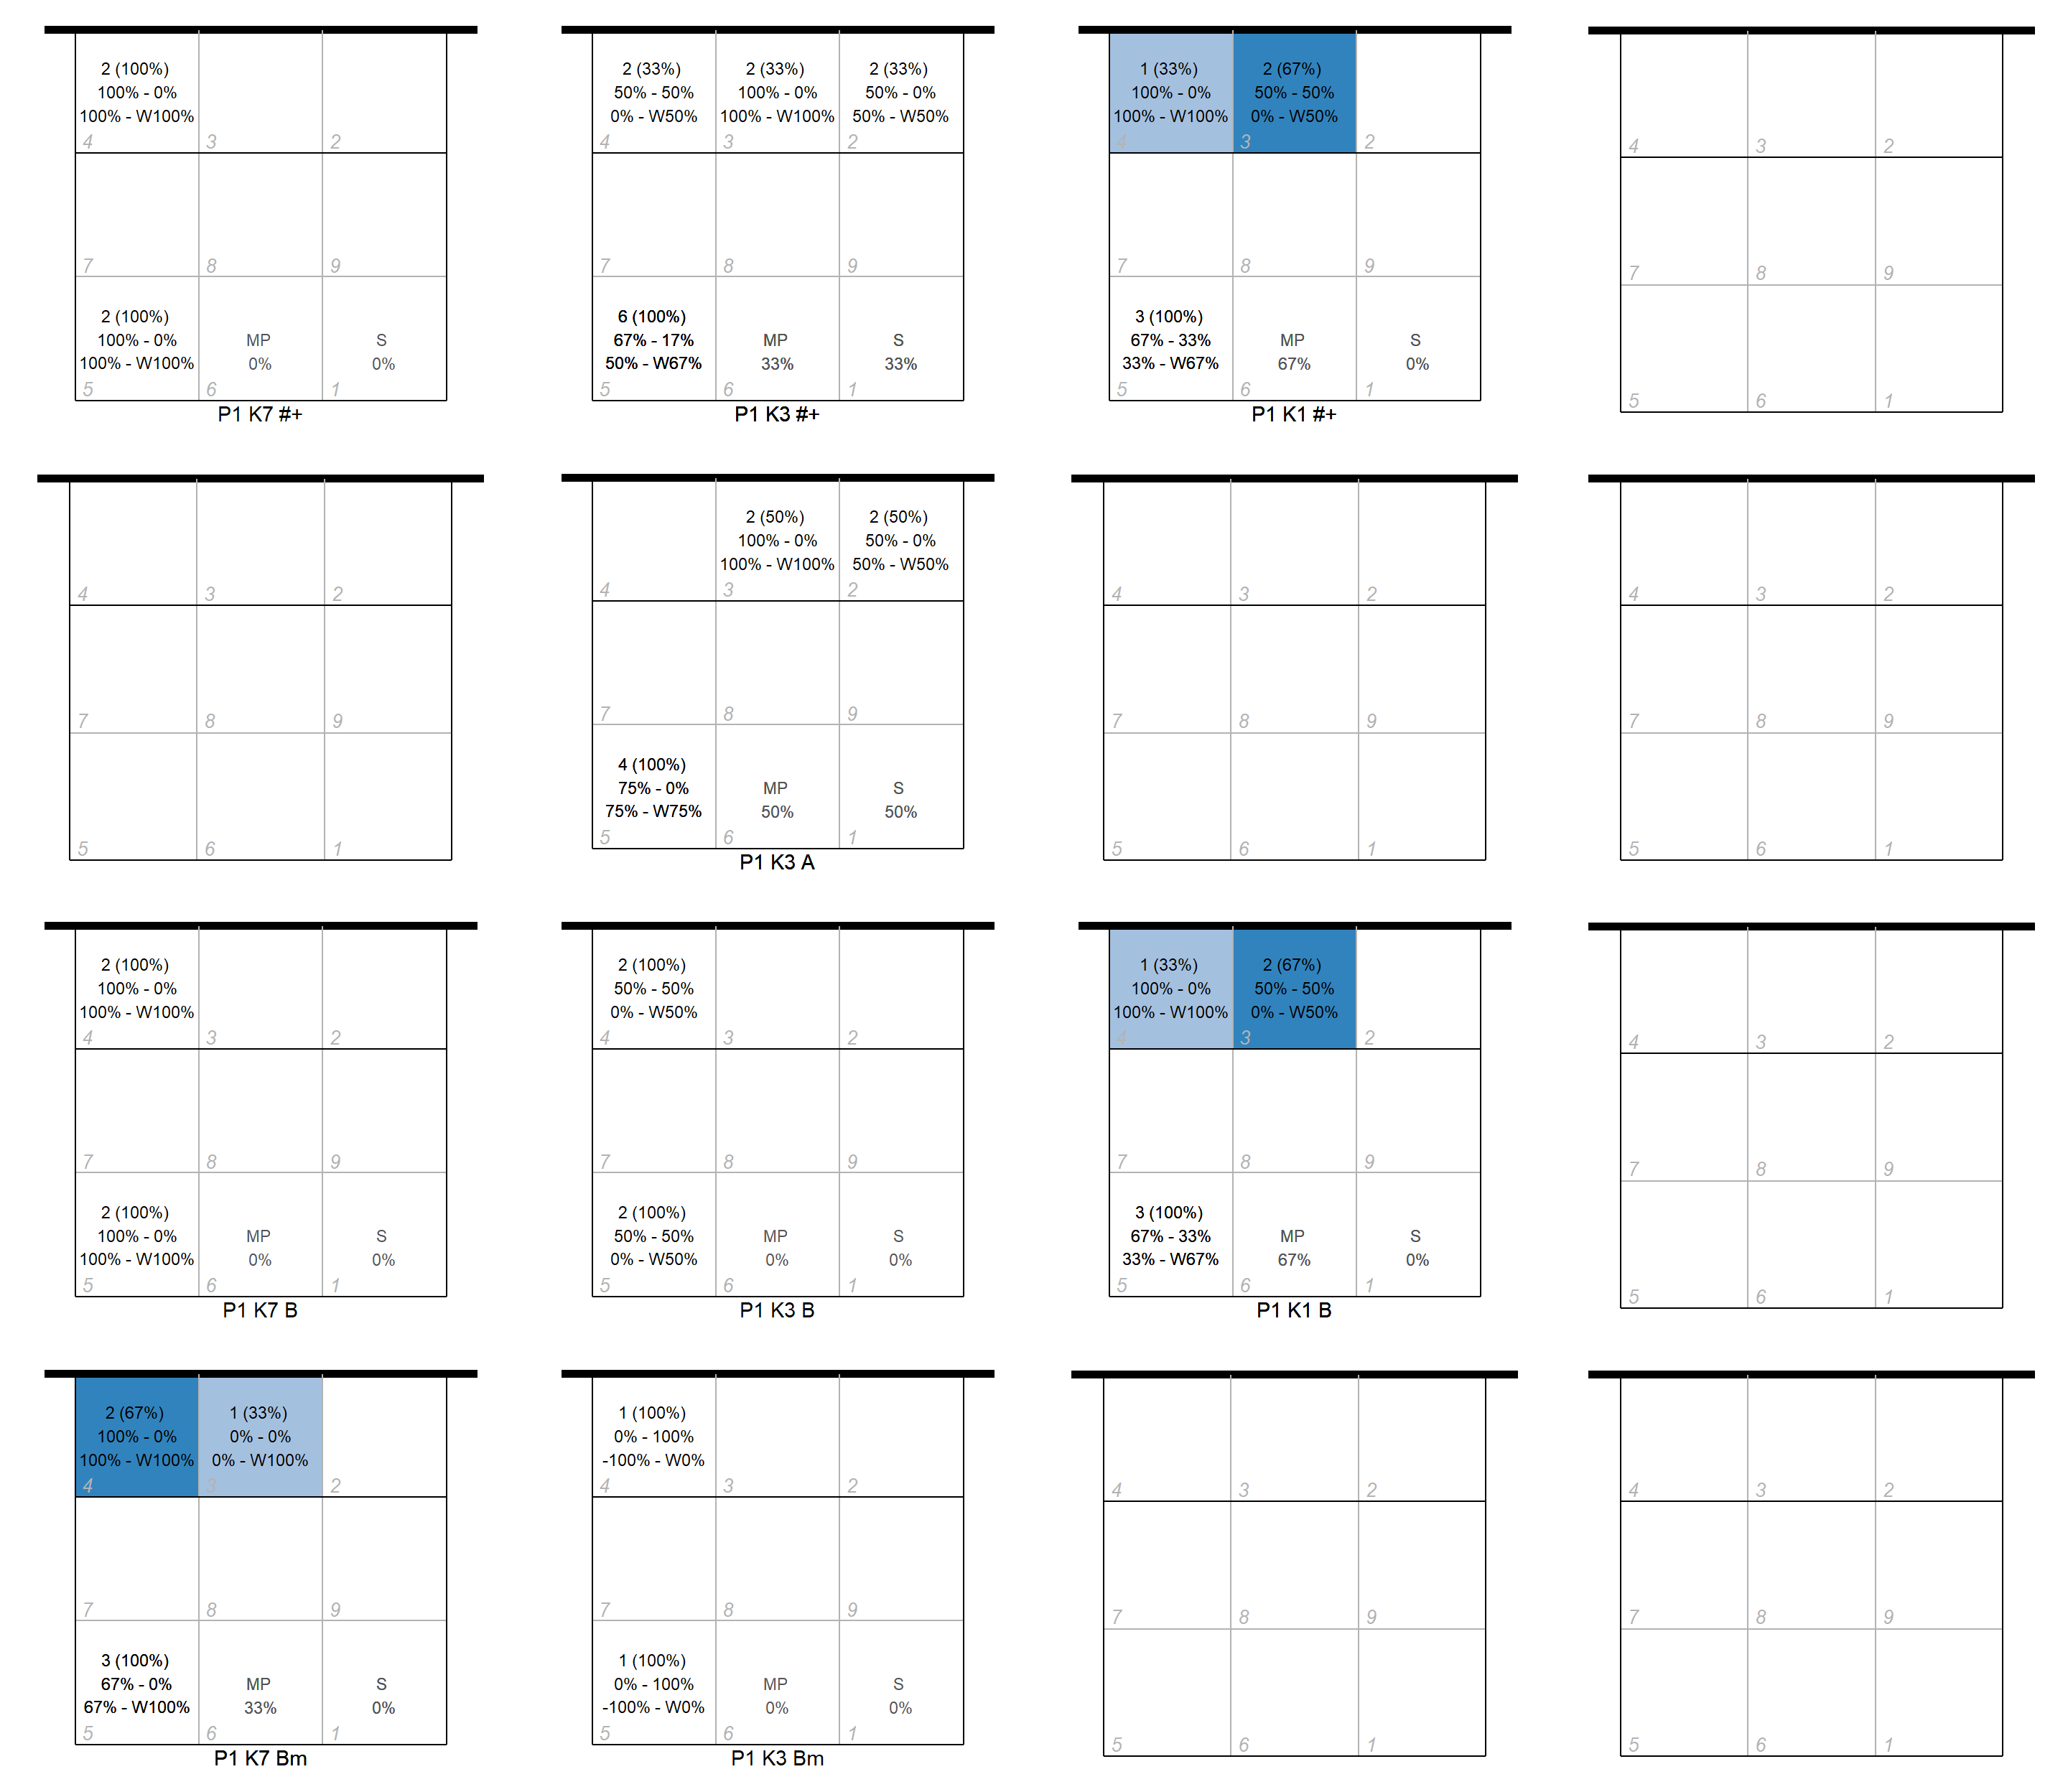 2 (100%)
100% - 0%
100% - W100%
4 3 2
7 8 9
2 (100%)
100% - 0% MP S
100% - W100% 0% 0%
5 6 1
P1 K7 #+
2 (33%) 2 (33%) 2 (33%)
50% - 50% 100% - 0% 50% - 0%
0% - W50% 100% - W100% 50% - W50%
4 3 2
7 8 9
6 (100%)
67% - 17% MP S
50% - W67% 33% 33%
5 6 1
P1 K3 #+
1 (33%) 2 (67%)
100% - 0% 50% - 50%
100% - W100% 0% - W50%
4 3 2
7 8 9
3 (100%)
67% - 33% MP S
33% - W67% 67% 0%
5 6 1
P1 K1 #+
4 3 2
7 8 9
5 6 1
4 3 2
7 8 9
5 6 1
2 (50%) 2 (50%)
100% - 0% 50% - 0%
100% - W100% 50% - W50%
4 3 2
7 8 9
4 (100%)
75% - 0% MP S
75% - W75% 50% 50%
5 6 1
P1 K3 A
4 3 2
7 8 9
5 6 1
4 3 2
7 8 9
5 6 1
2 (100%)
100% - 0%
100% - W100%
4 3 2
7 8 9
2 (100%)
100% - 0% MP S
100% - W100% 0% 0%
5 6 1
P1 K7 B
2 (100%)
50% - 50%
0% - W50%
4 3 2
7 8 9
2 (100%)
50% - 50% MP S
0% - W50% 0% 0%
5 6 1
P1 K3 B
1 (33%) 2 (67%)
100% - 0% 50% - 50%
100% - W100% 0% - W50%
4 3 2
7 8 9
3 (100%)
67% - 33% MP S
33% - W67% 67% 0%
5 6 1
P1 K1 B
4 3 2
7 8 9
5 6 1
2 (67%) 1 (33%)
100% - 0% 0% - 0%
100% - W100% 0% - W100%
4 3 2
7 8 9
3 (100%)
67% - 0% MP S
67% - W100% 33% 0%
5 6 1
P1 K7 Bm
1 (100%)
0% - 100%
-100% - W0%
4 3 2
7 8 9
1 (100%)
0% - 100% MP S
-100% - W0% 0% 0%
5 6 1
P1 K3 Bm
4 3 2
7 8 9
5 6 1
4 3 2
7 8 9
5 6 1